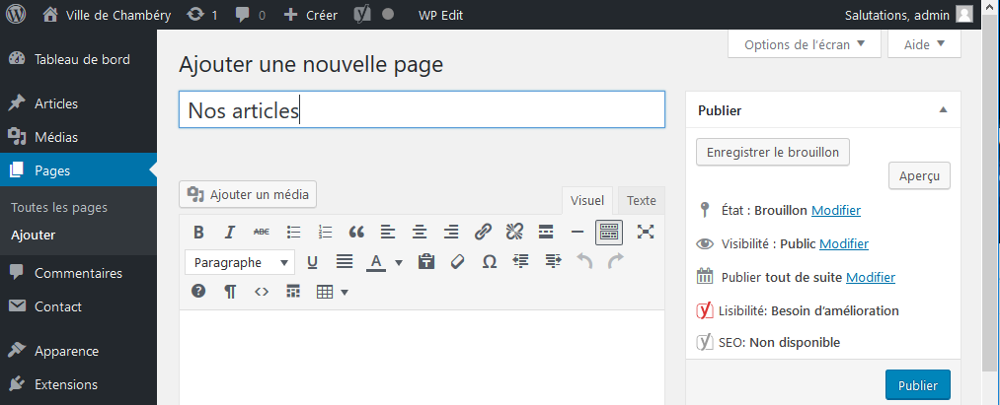 Ville de Chambéry 1 0 + Créer WP Edit Salutations, admin
Options de l'écran Aide
Tableau de bord
Articles
Médias
Pages
Toutes les pages
Ajouter
Commentaires
Contact
Apparence
Extensions
Ajouter une nouvelle page
Nos articles
Ajouter un média
Visuel Texte
B I ABC
Paragraphe U A Ω
Publier
Enregistrer le brouillon
Aperçu
État : Brouillon Modifier
Visibilité : Public Modifier
Publier tout de suite Modifier
Lisibilité: Besoin d'amélioration
SEO: Non disponible
Publier